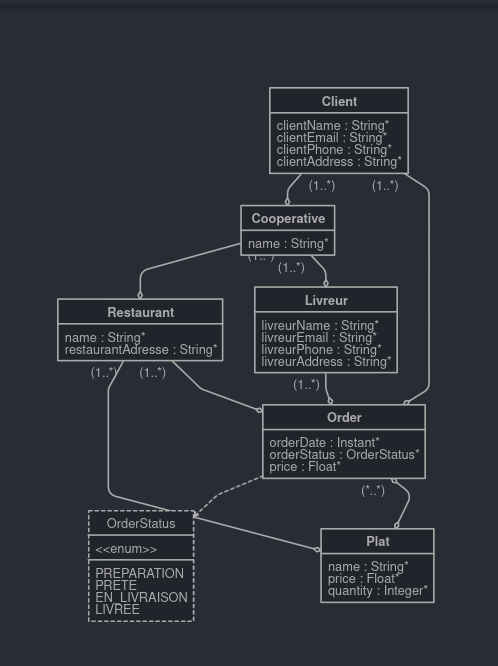 Client
clientName : String*
clientEmail : String*
clientPhone : String*
clientAddress : String*
(1..*)
(1..*)
Cooperative
name : String*
(1..*)
Restaurant
name : String*
restaurantAdresse : String*
Livreur
livreurName : String*
livreurEmail : String*
livreurPhone : String*
livreurAddress : String*
(1..*)
(1..*)
(1..*)
Order
orderDate : Instant*
orderStatus : OrderStatus*
price : Float*
(*..*)
OrderStatus
<<enum>>
PREPARATION
PRETE
EN_LIVRAISON
LIVREE
Plat
name : String*
price : Float*
quantity : Integer*